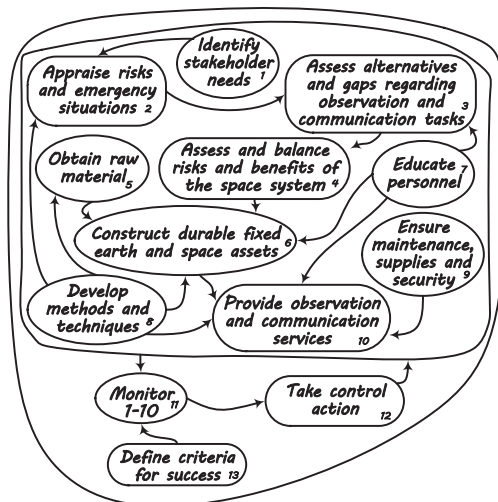 Identify
stakeholder
needs 1
Appraise risks
and emergency
situations 2
Assess alternatives
and gaps regarding
observation and
communication tasks 3
Assess and balance
risks and benefits of
the space system 4
Obtain raw
material 5
Educate
personnel 7
Construct durable fixed
earth and space assets 6
Ensure
maintenance,
supplies and
security 9
Develop
methods and
techniques 8
Provide observation
and communication
services 10
Monitor
1-10 11
Take control
action 12
Define criteria
for success 13